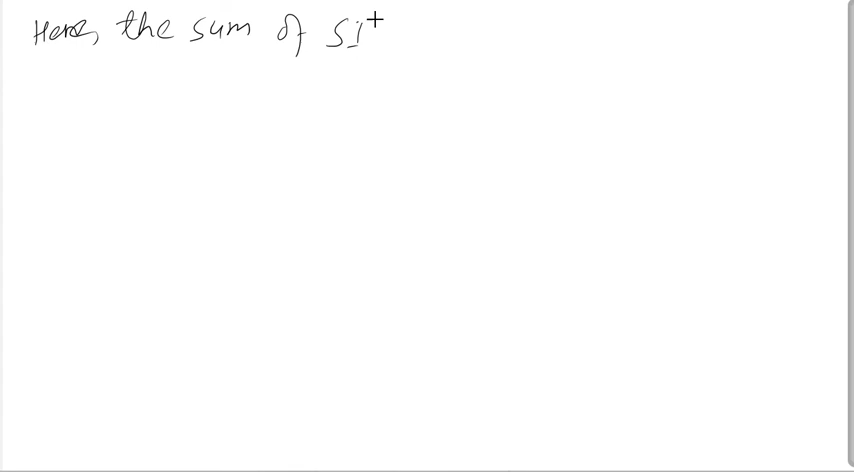 Here, the sum of si